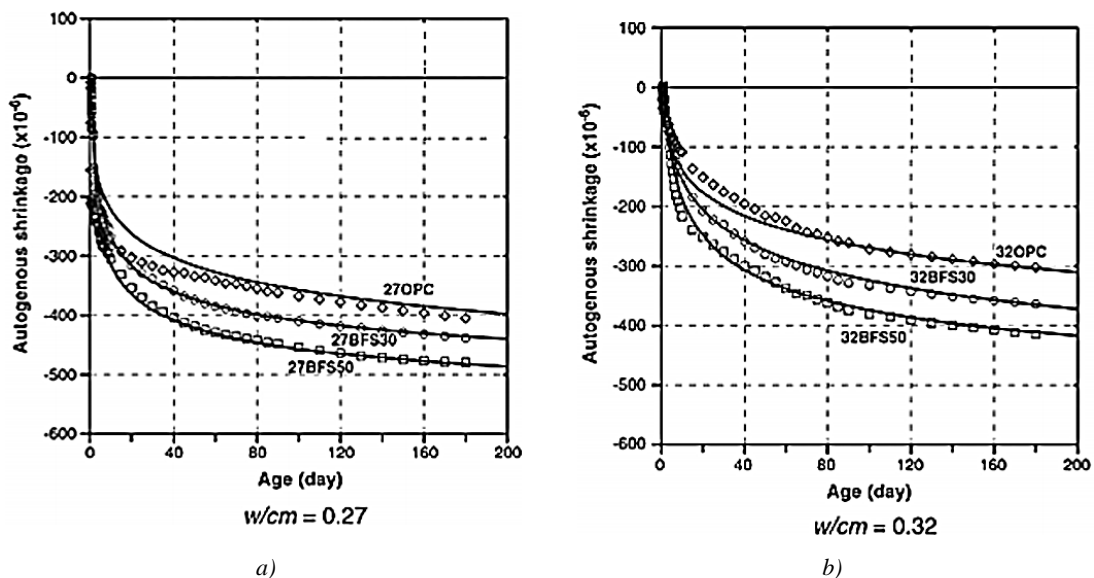 100
0
-100
-200
-300
-400
-500
-600
Autogenous shrinkage (x10⁻⁶)
27OPC
27BFS30
27BFS50
0 40 80 120 160 200
Age (day)
w/cm = 0.27
a)
100
0
-100
-200
-300
-400
-500
-600
Autogenous shrinkage (x10⁻⁶)
32OPC
32BFS30
32BFS50
0 40 80 120 160 200
Age (day)
w/cm = 0.32
b)